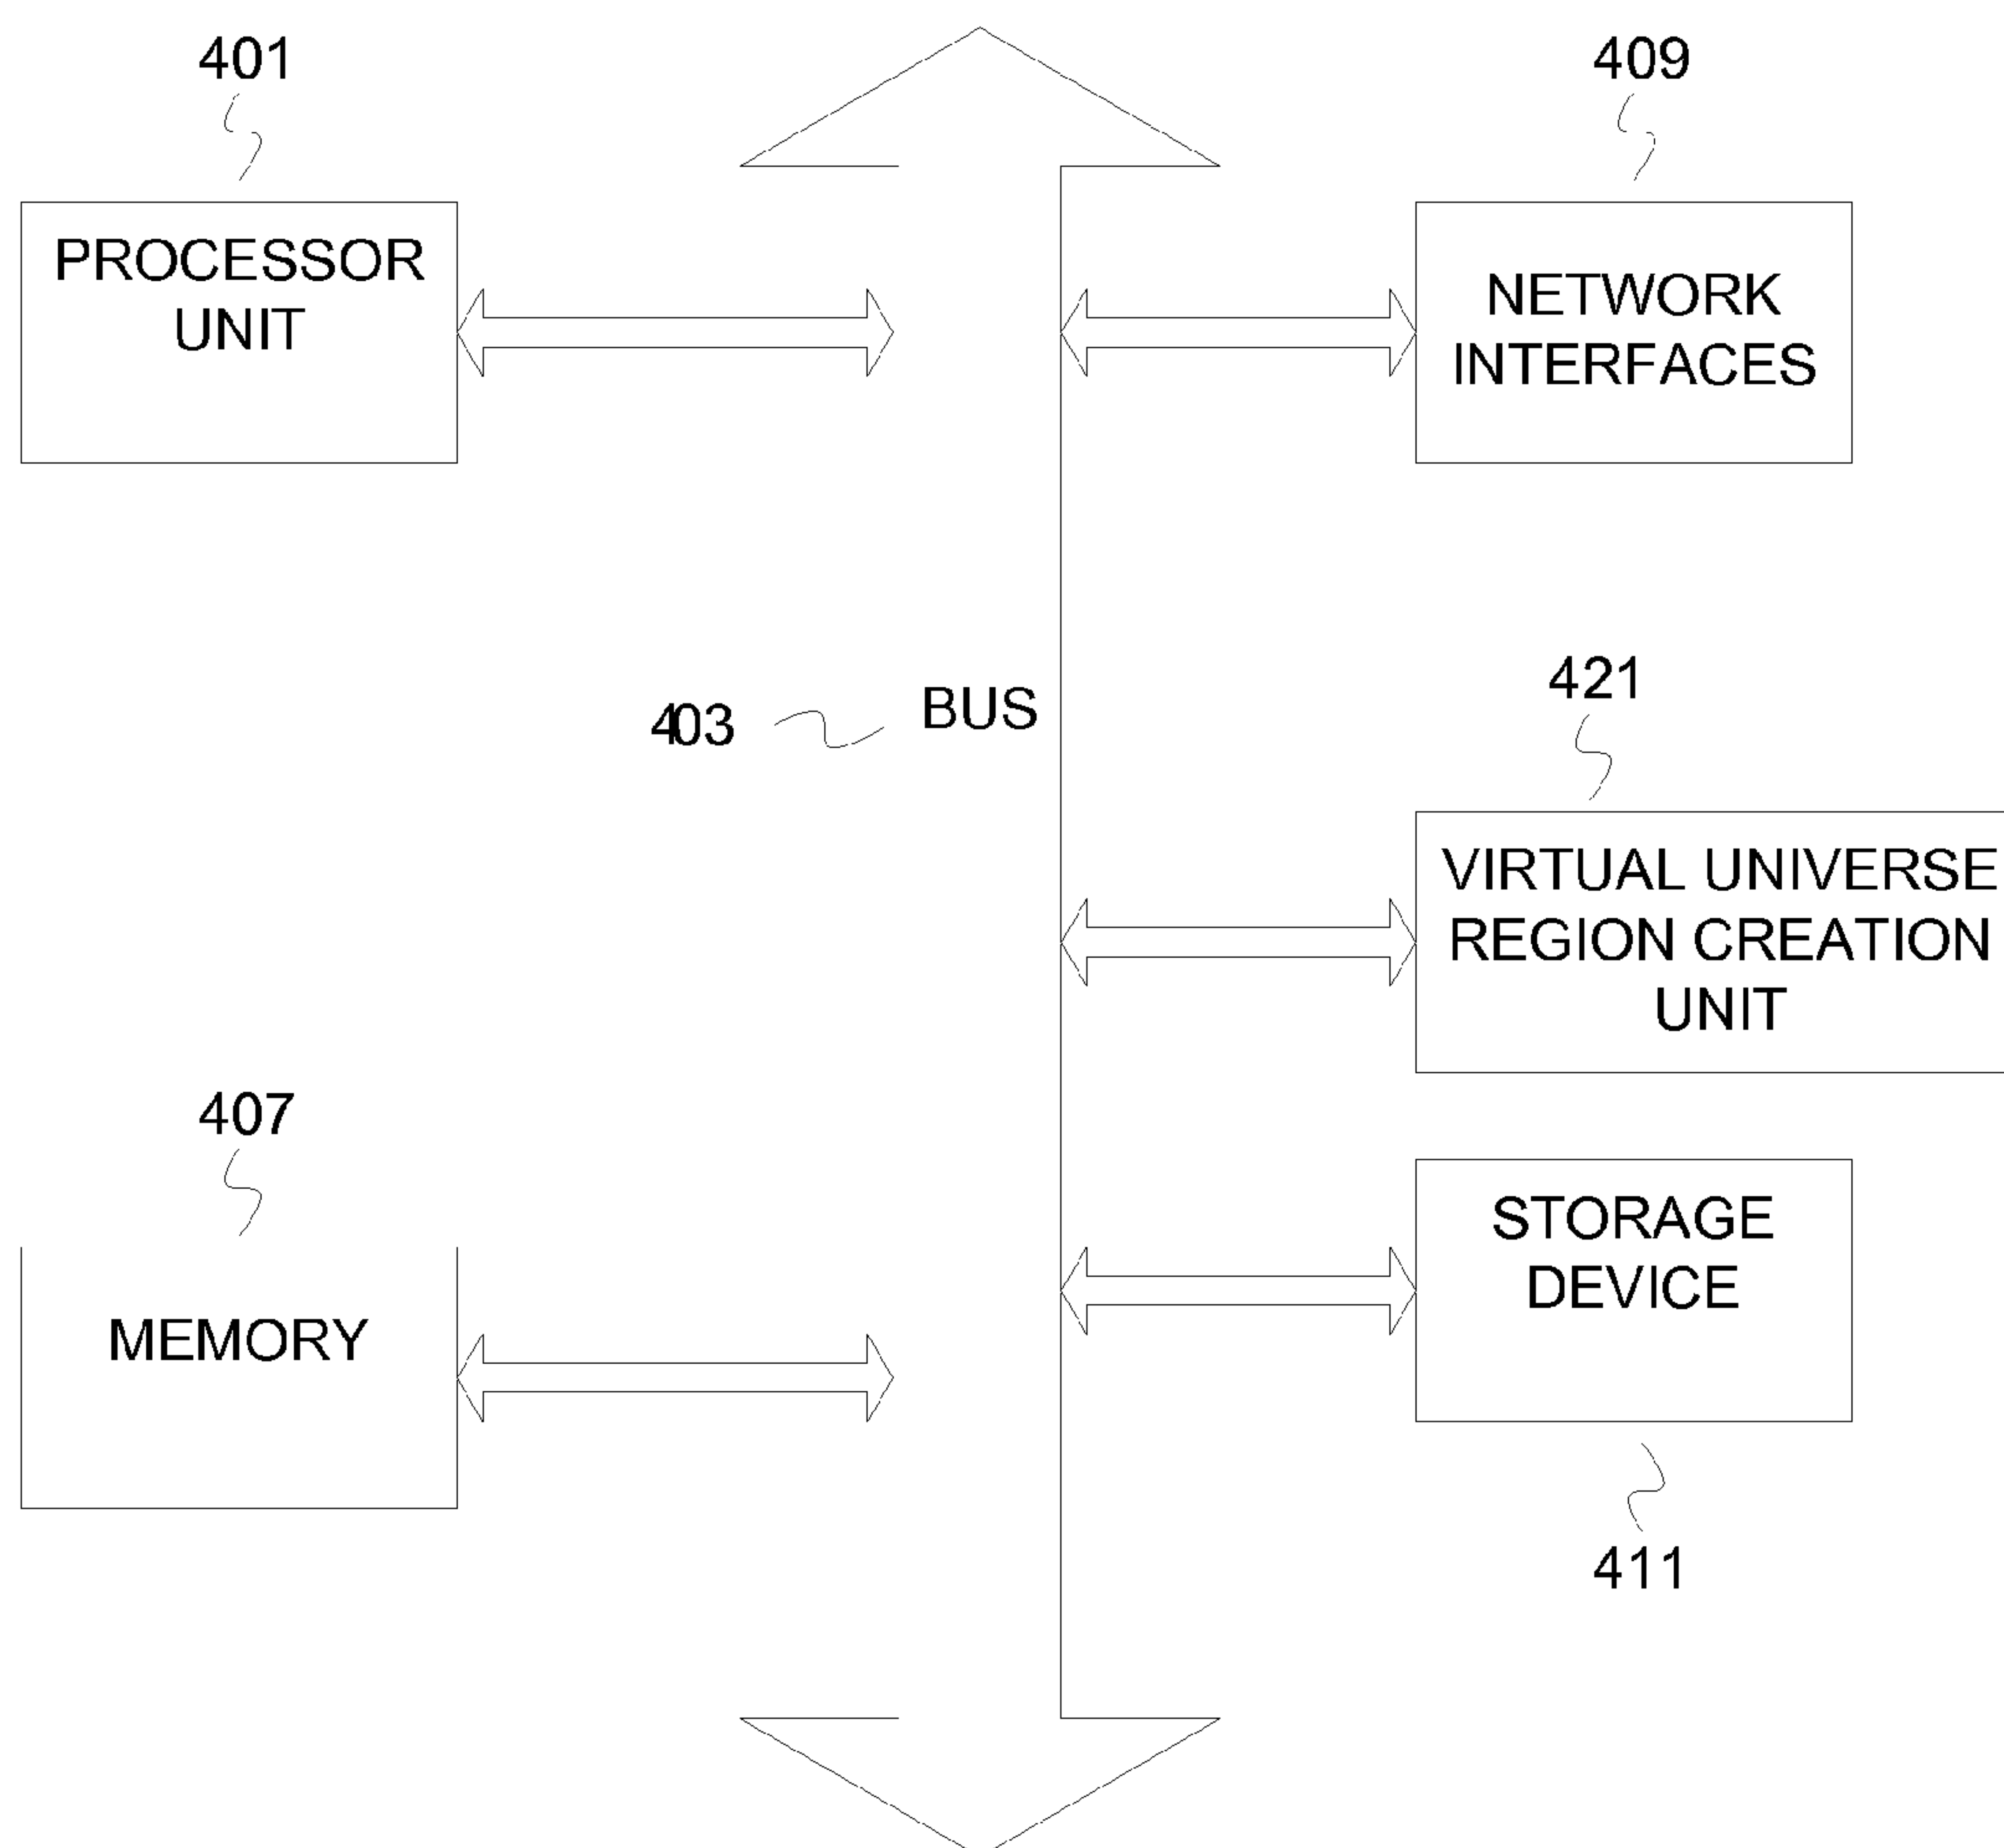 401
409
PROCESSOR
UNIT
NETWORK
INTERFACES
421
403
BUS
VIRTUAL UNIVERSE
REGION CREATION
UNIT
407
MEMORY
STORAGE
DEVICE
411